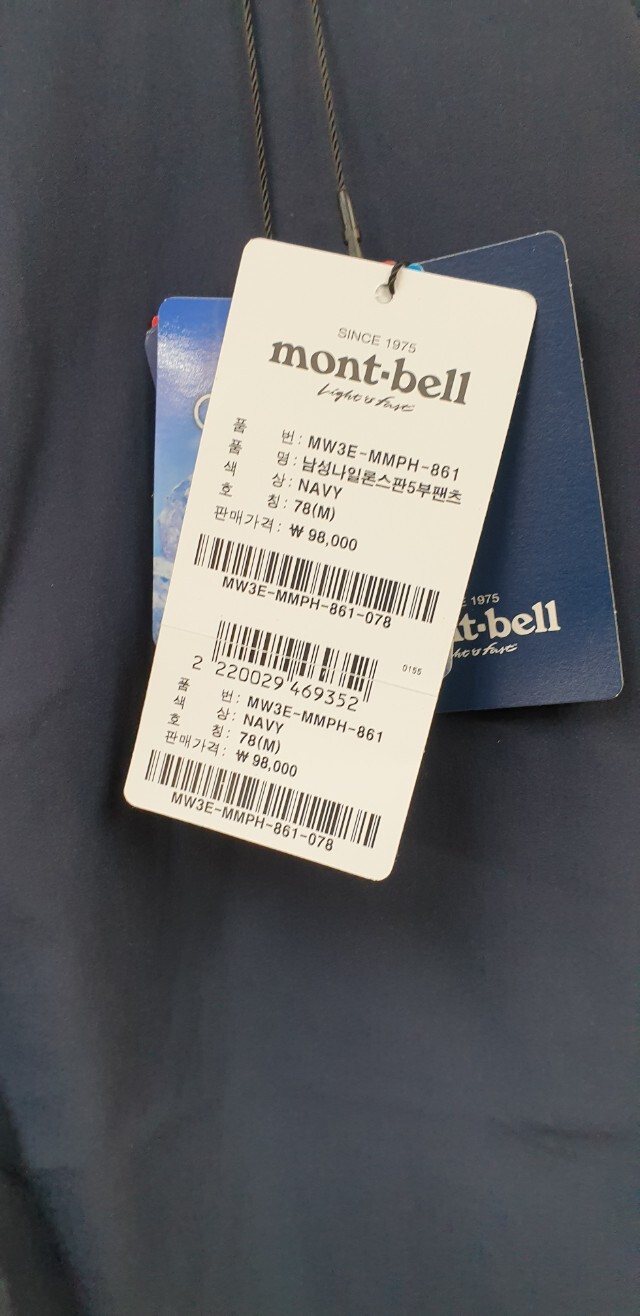 SINCE 1975
mont-bell
Light & Fast
품 번: MW3E-MMPH-861
품 명: 남성나일론스판5부팬츠
색 상: NAVY
호 칭: 78(M)
판매가격: ₩ 98,000
MW3E-MMPH-861-078
0155
2 220029 469352
품 번: MW3E-MMPH-861
색 상: NAVY
호 칭: 78(M)
판매가격: ₩ 98,000
MW3E-MMPH-861-078
E 1975
nt-bell
ht & Fast